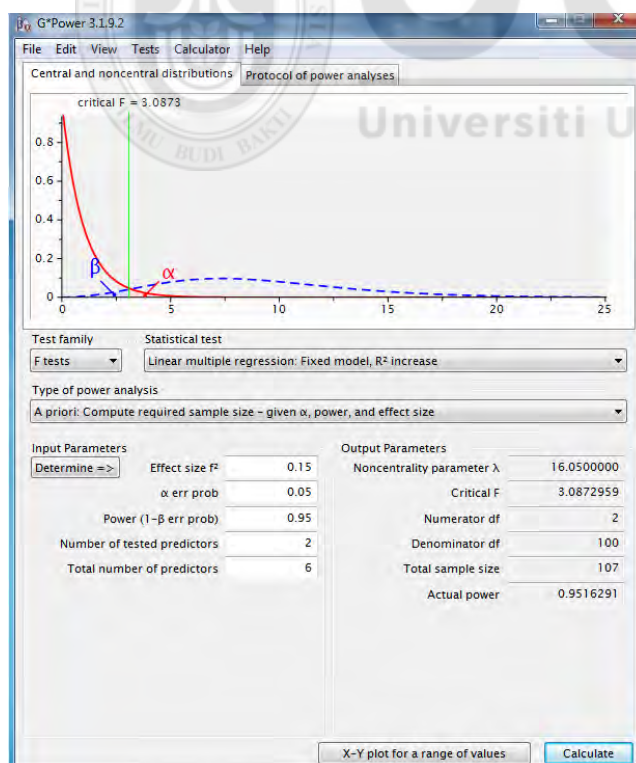 βα G*Power 3.1.9.2
File Edit View Tests Calculator Help
Central and noncentral distributions Protocol of power analyses
critical F = 3.0873
Universiti U
ILMU BUDI BAKTI
0.8
0.6
0.4
0.2
0
β α
0 5 10 15 20 25
Test family Statistical test
F tests Linear multiple regression: Fixed model, R² increase
Type of power analysis
A priori: Compute required sample size – given α, power, and effect size
Input Parameters Output Parameters
Determine => Effect size f² 0.15 Noncentrality parameter λ 16.0500000
α err prob 0.05 Critical F 3.0872959
Power (1-β err prob) 0.95 Numerator df 2
Number of tested predictors 2 Denominator df 100
Total number of predictors 6 Total sample size 107
Actual power 0.9516291
X-Y plot for a range of values Calculate